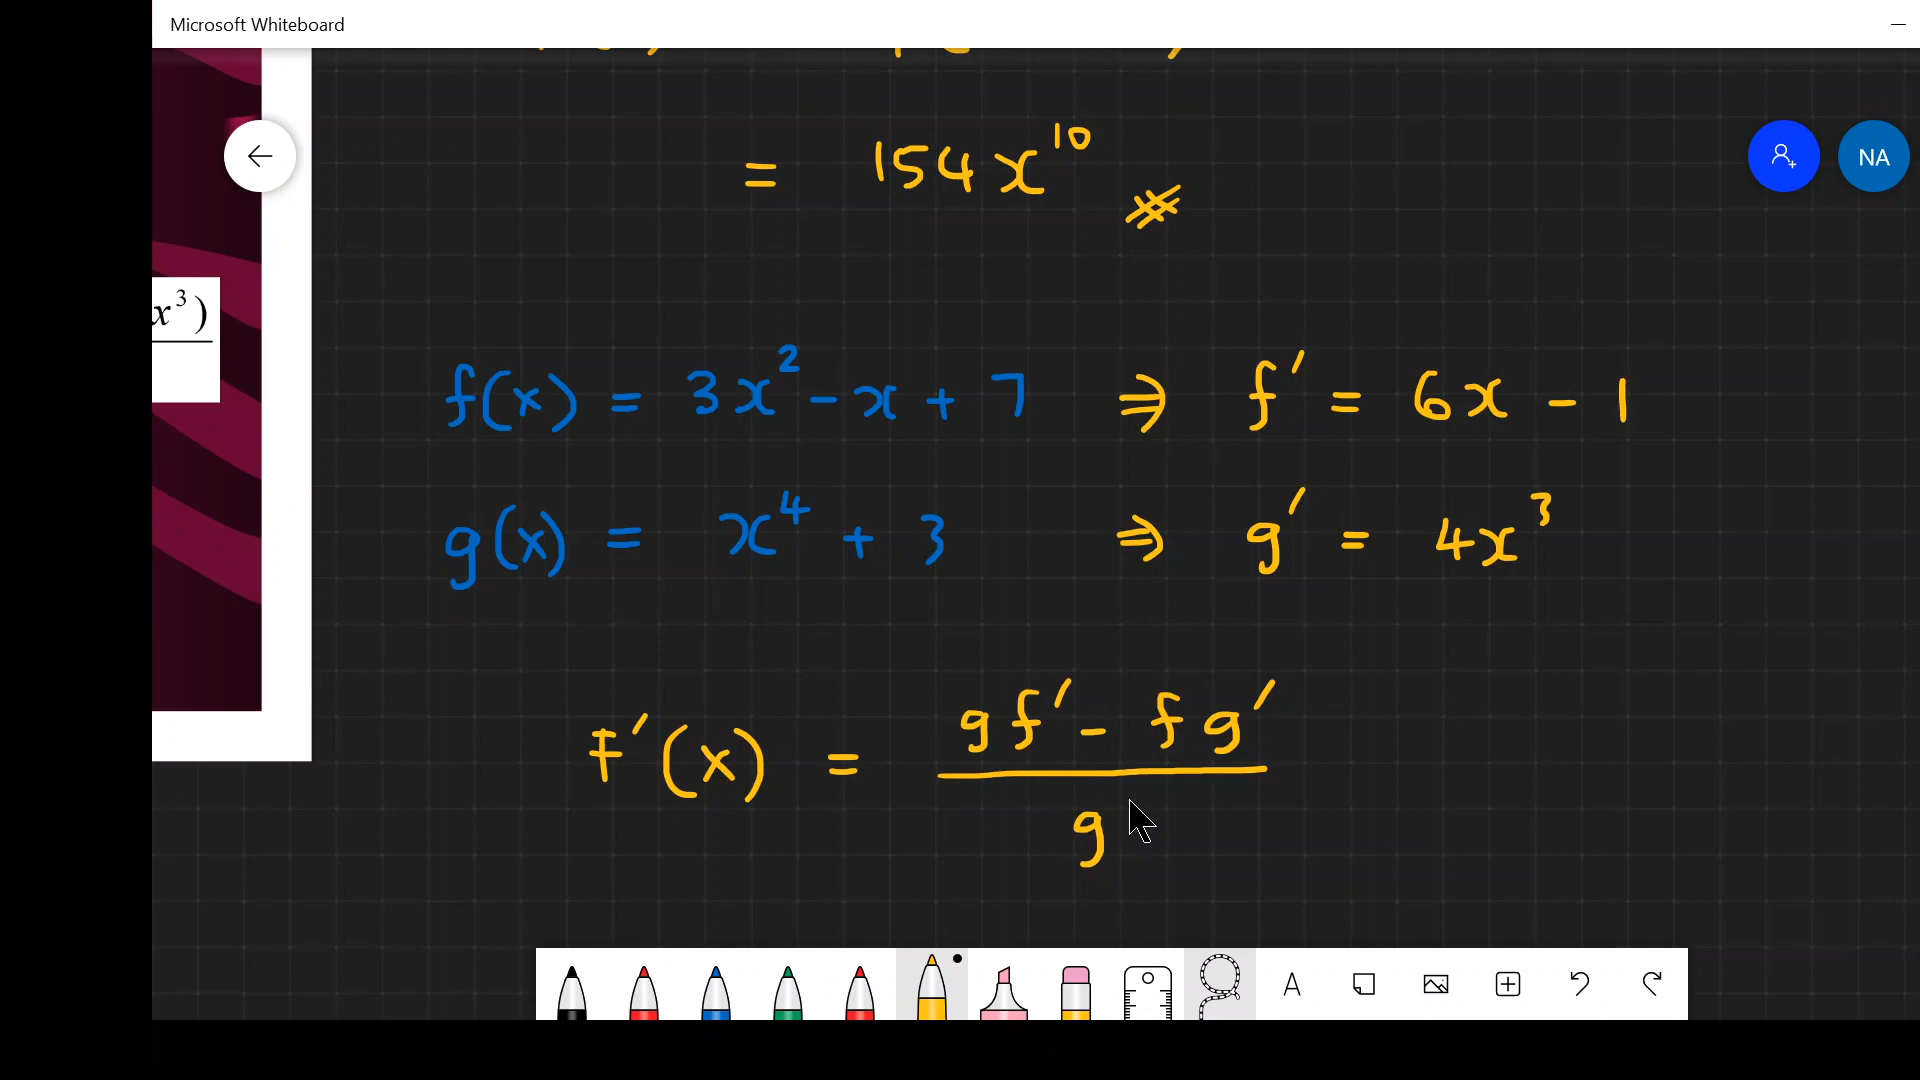 Microsoft Whiteboard
= 154x¹⁰
NA
x³)
f(x) = 3x² - x + 7 ⇒ f′ = 6x - 1
g(x) = x⁴ + 3 ⇒ g′ = 4x³
F′(x) = gf′ - fg′
g
A